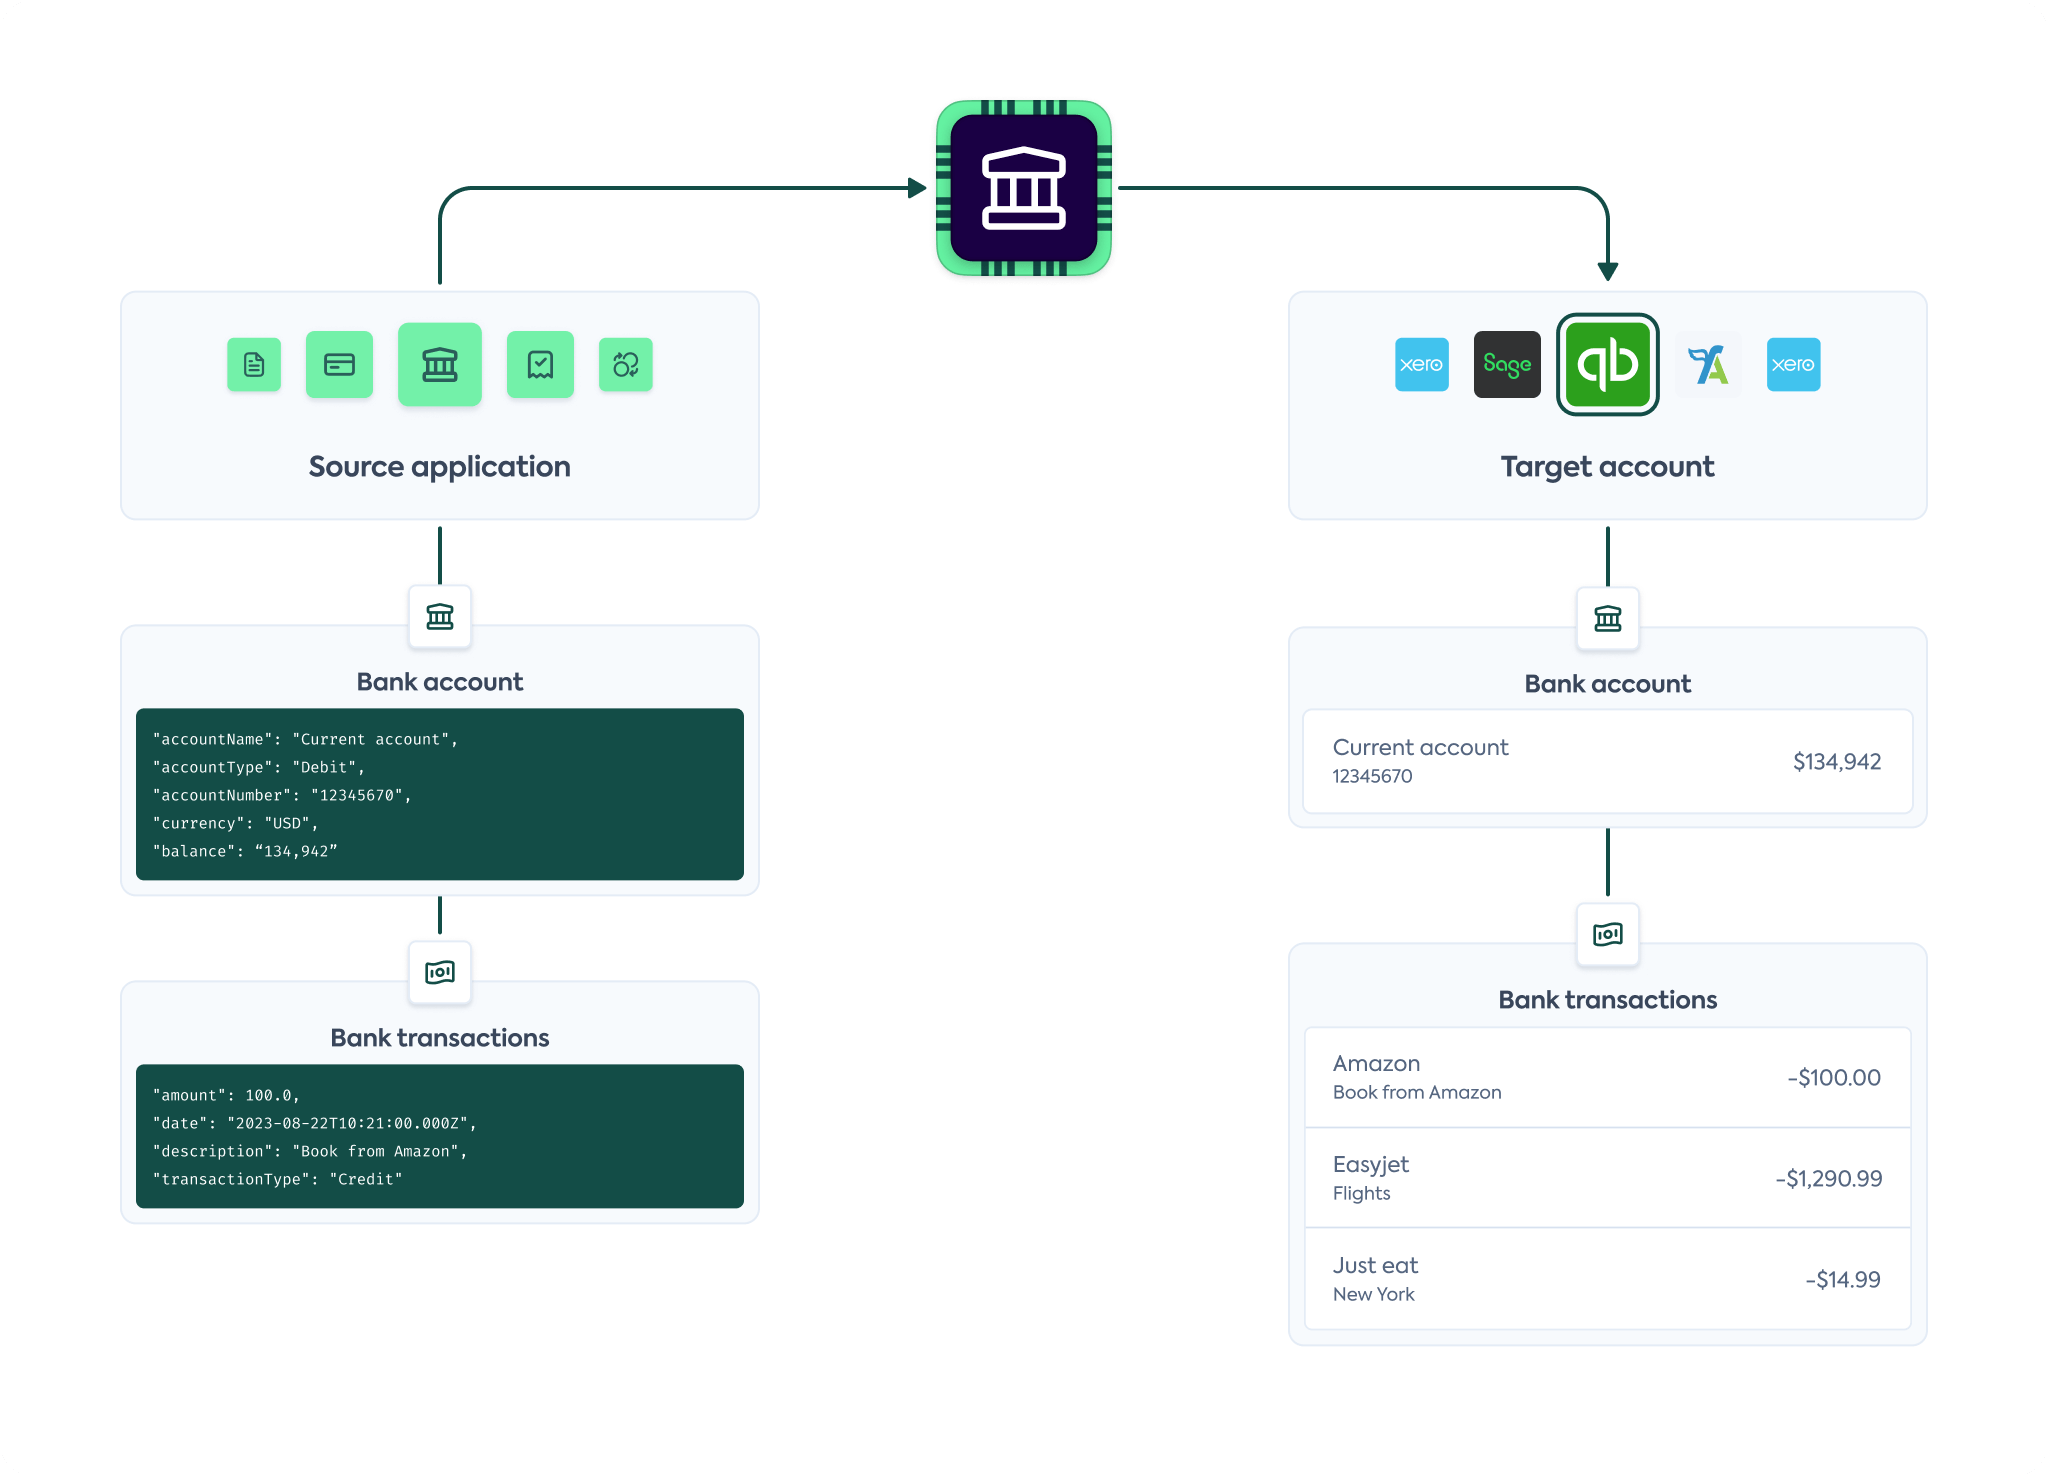 Source application
Bank account
"accountName": "Current account",
"accountType": "Debit",
"accountNumber": "12345670",
"currency": "USD",
"balance": “134,942”
Bank transactions
"amount": 100.0,
"date": "2023-08-22T10:21:00.000Z",
"description": "Book from Amazon",
"transactionType": "Credit"
xero
Sage
qb
xero
Target account
Bank account
Current account
12345670
$134,942
Bank transactions
Amazon
Book from Amazon
-$100.00
Easyjet
Flights
-$1,290.99
Just eat
New York
-$14.99